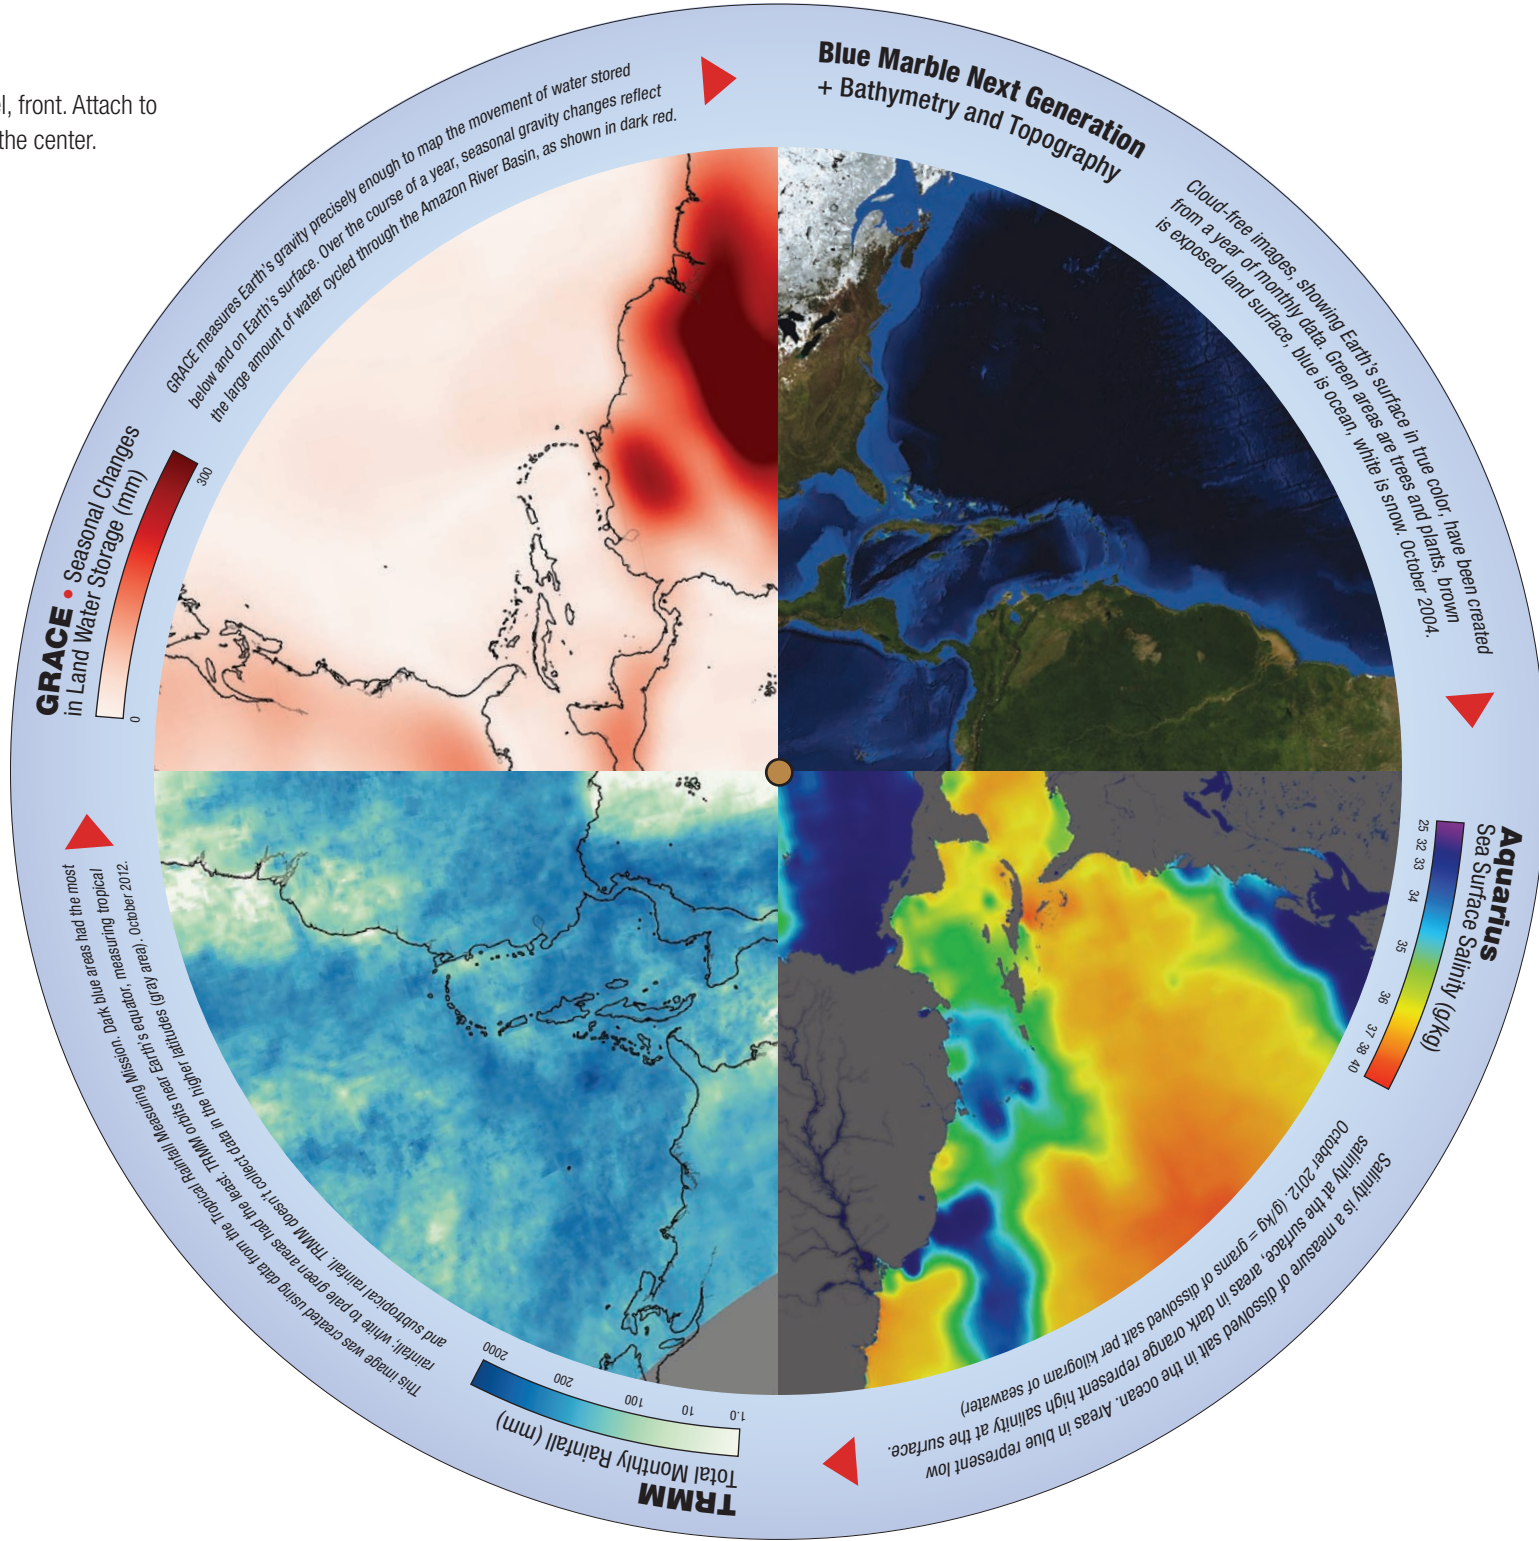 el, front. Attach to
the center.
Blue Marble Next Generation
+ Bathymetry and Topography
Cloud-free images, showing Earth's surface in true color, have been created
from a year of monthly data. Green areas are trees and plants, brown
is exposed land surface, blue is ocean, white is snow. October 2004.
Aquarius
Sea Surface Salinity (g/kg)
25 32 33 34 35 36 37 38 40
Salinity is a measure of dissolved salt in the ocean. Areas in blue represent low
salinity at the surface, areas in dark orange represent high salinity at the surface.
October 2012. (g/kg = grams of dissolved salt per kilogram of seawater)
TRMM
Total Monthly Rainfall (mm)
1.0 10 100 200 2000
This image was created using data from the Tropical Rainfall Measuring Mission. Dark blue areas had the most
rainfall; white to pale green areas had the least. TRMM orbits near Earth's equator, measuring tropical
and subtropical rainfall. TRMM doesn't collect data in the higher latitudes (gray area). October 2012.
GRACE • Seasonal Changes
in Land Water Storage (mm)
0 300
GRACE measures Earth's gravity precisely enough to map the movement of water stored
below and on Earth's surface. Over the course of a year, seasonal gravity changes reflect
the large amount of water cycled through the Amazon River Basin, as shown in dark red.